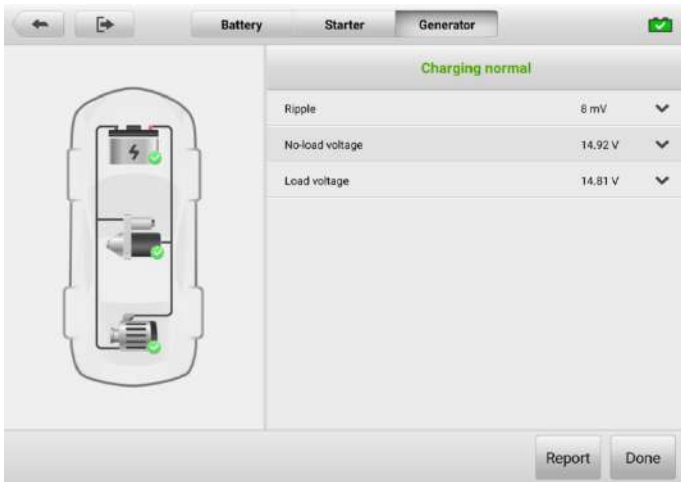 Battery Starter Generator
Charging normal
Ripple 8 mV
No-load voltage 14.92 V
Load voltage 14.81 V
Report Done